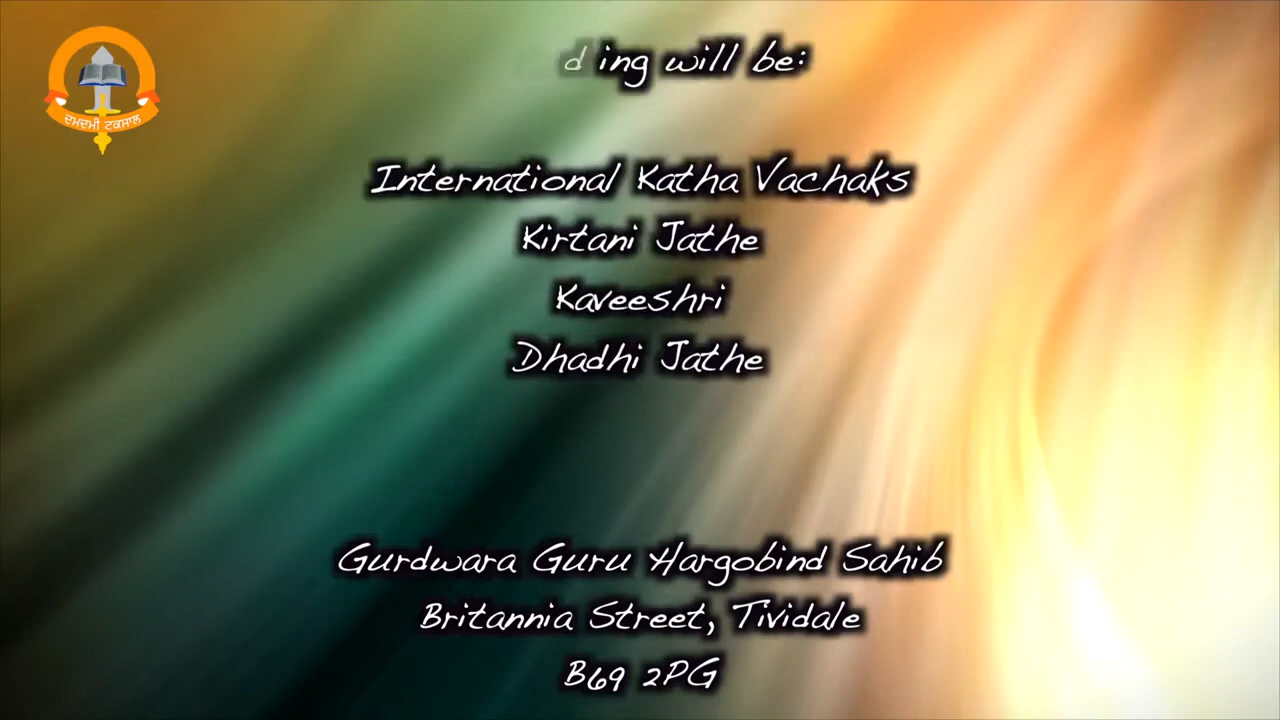 ਦਮਦਮੀ ਟਕਸਾਲ
ding will be:
International Katha Vachaks
Kirtani Jathe
Kaveeshri
Dhadhi Jathe
Gurdwara Guru Hargobind Sahib
Britannia Street, Tividale
B69 2PG